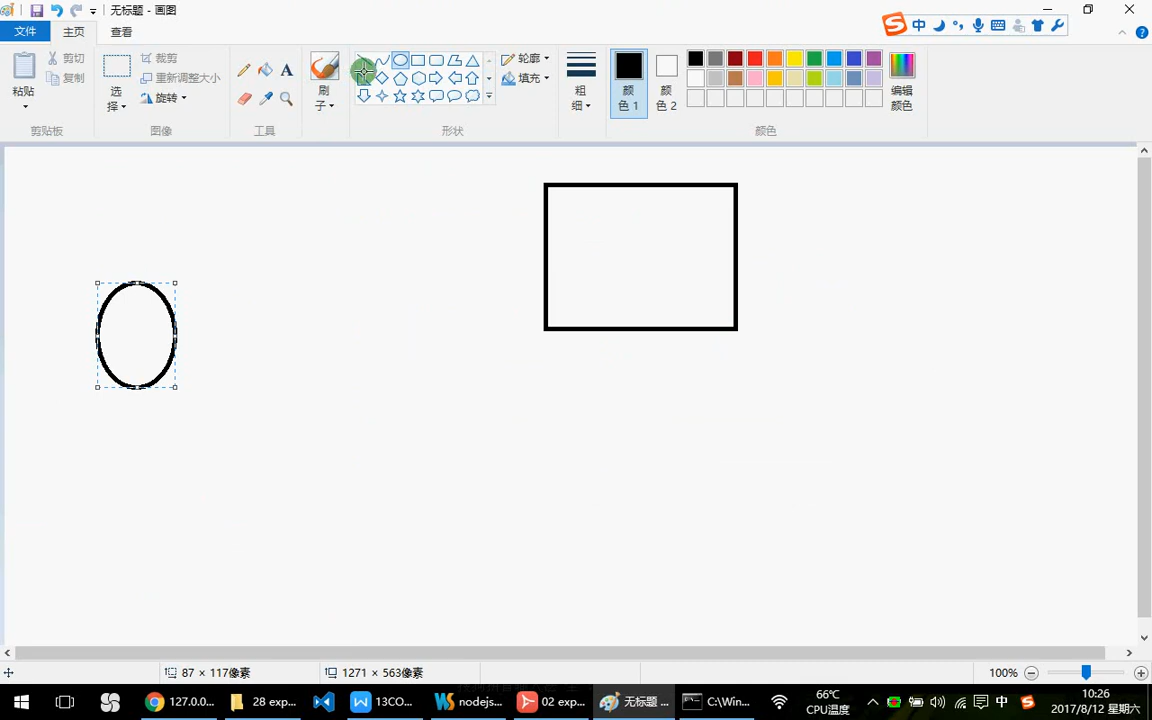 无标题 - 画图
中
文件
主页
查看
粘贴
剪切
复制
选择
裁剪
重新调整大小
旋转
A
刷子
轮廓
填充
粗细
颜色 1
颜色 2
编辑颜色
剪贴板
图像
工具
形状
颜色
87 × 117像素
1271 × 563像素
100%
127.0.0...
28 exp...
13CO...
nodejs...
02 exp...
无标题 ...
C:\Win...
66℃
CPU温度
中
10:26
2017/8/12 星期六